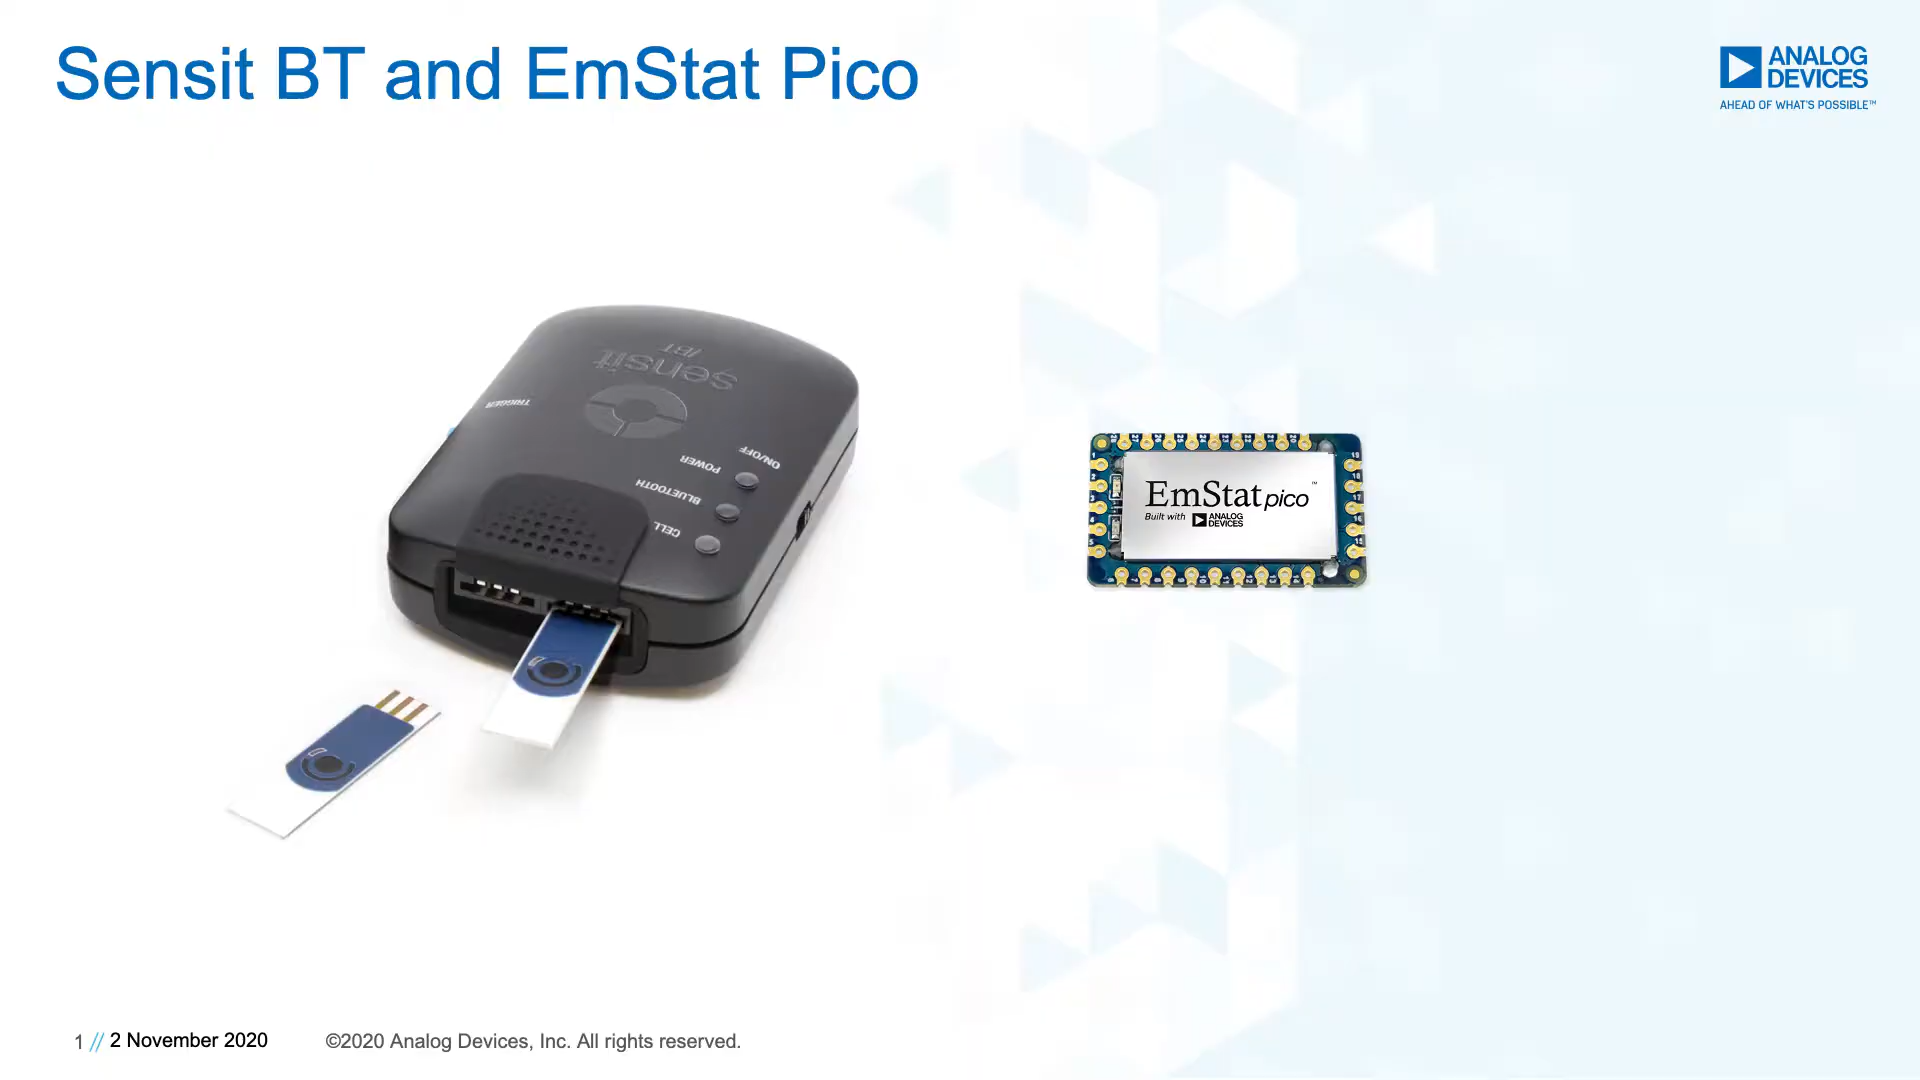 Sensit BT and EmStat Pico
ANALOG
DEVICES
AHEAD OF WHAT'S POSSIBLE™
sensit
/BT
TRIGGER
ON/OFF
POWER
BLUETOOTH
CELL
EmStat pico™
Built with ANALOG
DEVICES
1 // 2 November 2020 ©2020 Analog Devices, Inc. All rights reserved.